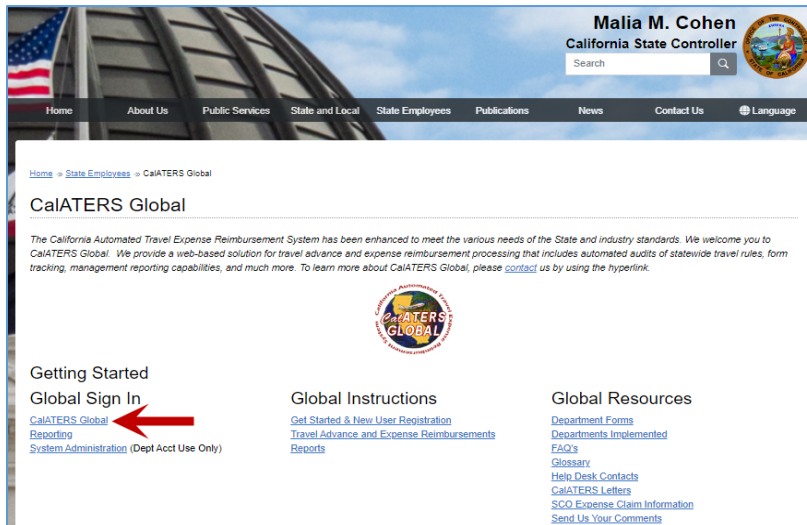 Malia M. Cohen
California State Controller
Search
Home About Us Public Services State and Local State Employees Publications News Contact Us Language
Home » State Employees » CalATERS Global
CalATERS Global
The California Automated Travel Expense Reimbursement System has been enhanced to meet the various needs of the State and industry standards. We welcome you to
CalATERS Global. We provide a web-based solution for travel advance and expense reimbursement processing that includes automated audits of statewide travel rules, form
tracking, management reporting capabilities, and much more. To learn more about CalATERS Global, please contact us by using the hyperlink.
California Automated Travel Expense Reimbursement System
CalATERS
GLOBAL
Getting Started
Global Sign In
CalATERS Global
Reporting
System Administration (Dept Acct Use Only)
Global Instructions
Get Started & New User Registration
Travel Advance and Expense Reimbursements
Reports
Global Resources
Department Forms
Departments Implemented
FAQ's
Glossary
Help Desk Contacts
CalATERS Letters
SCO Expense Claim Information
Send Us Your Comments